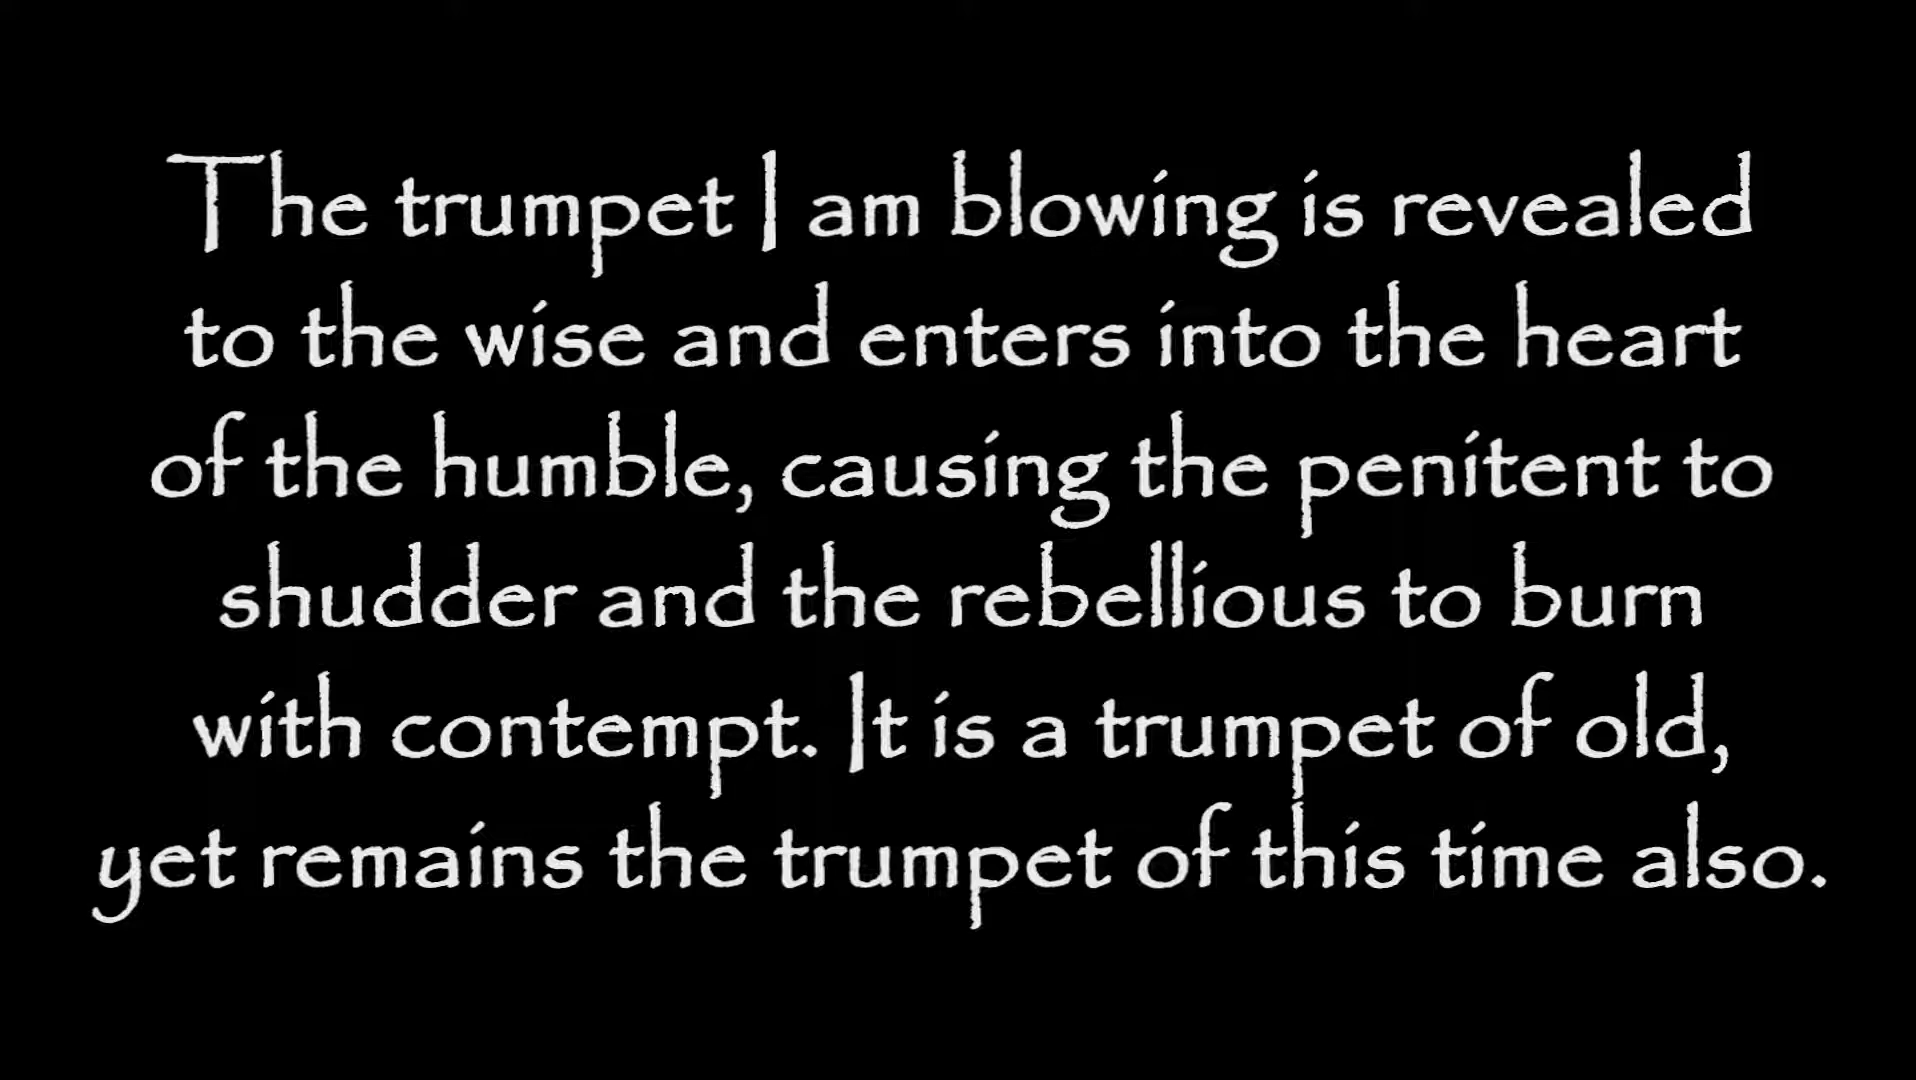 The trumpet I am blowing is revealed
to the wise and enters into the heart
of the humble, causing the penitent to
shudder and the rebellious to burn
with contempt. It is a trumpet of old,
yet remains the trumpet of this time also.